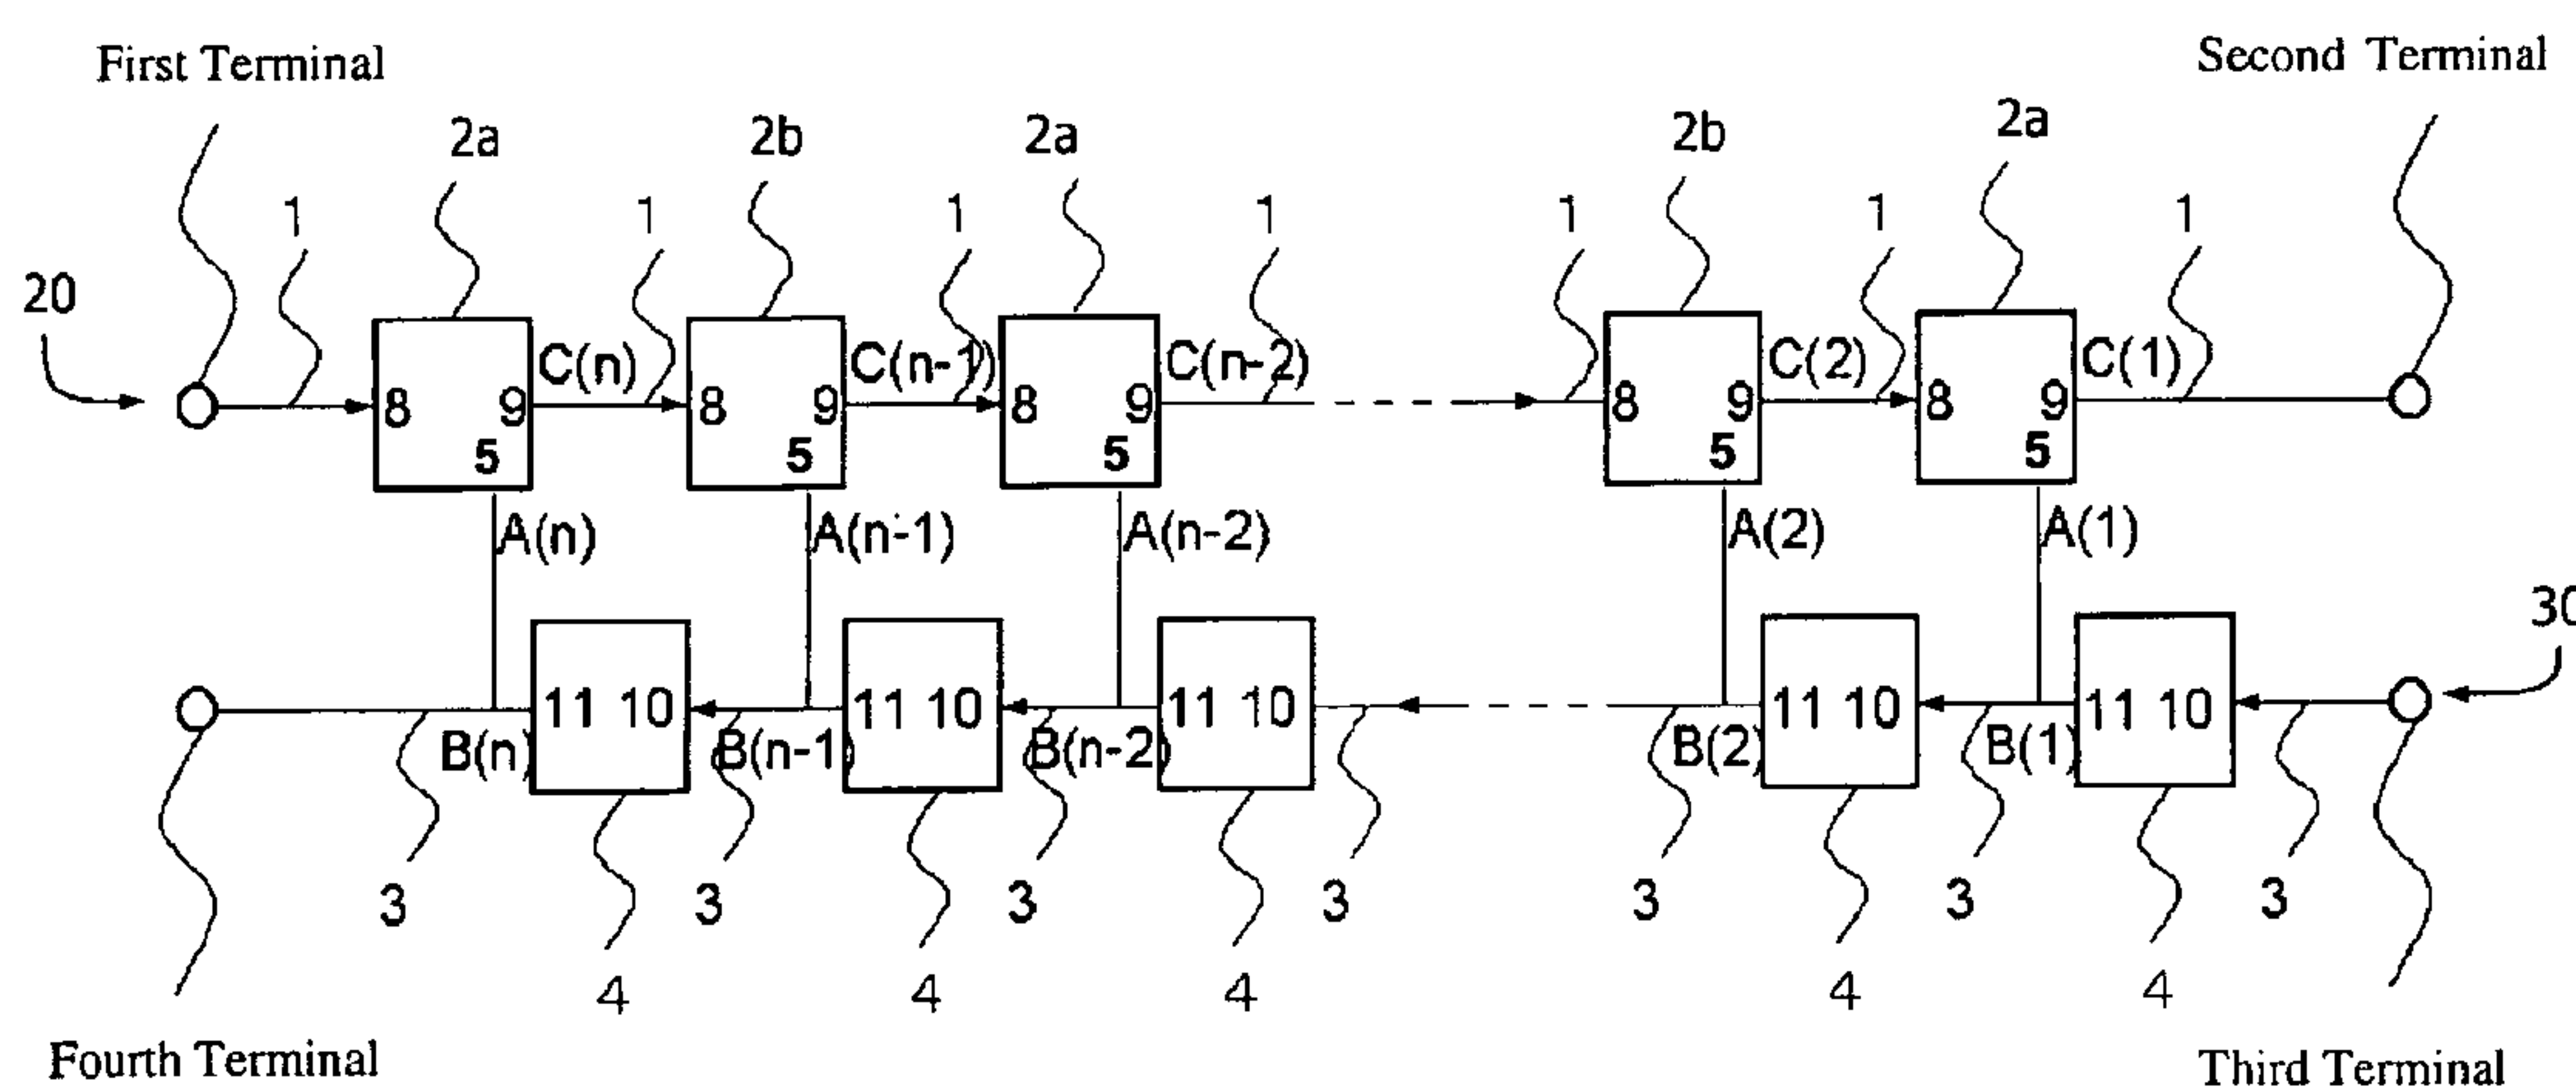 First Terminal
Second Terminal
2a 2b 2a 2b 2a
1 1 1 1 1 1 1
20
C(n) C(n-1) C(n-2) C(2) C(1)
8 9 8 9 8 9 8 9 8 9
5 5 5 5 5
A(n) A(n-1) A(n-2) A(2) A(1)
30
11 10 11 10 11 10 11 10 11 10
B(n) B(n-1) B(n-2) B(2) B(1)
3 3 3 3 3 3 3
4 4 4 4 4
Fourth Terminal
Third Terminal